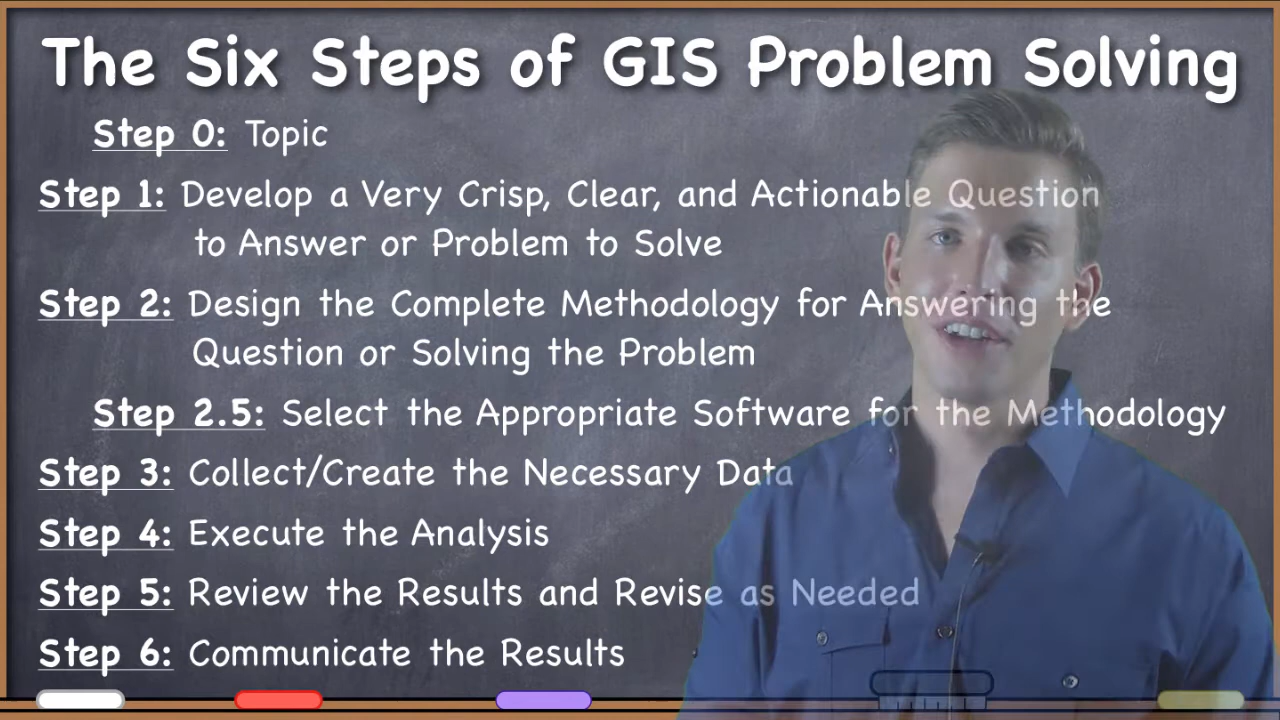 The Six Steps of GIS Problem Solving
Step 0: Topic
Step 1: Develop a Very Crisp, Clear, and Actionable Question
to Answer or Problem to Solve
Step 2: Design the Complete Methodology for Answering the
Question or Solving the Problem
Step 2.5: Select the Appropriate Software for the Methodology
Step 3: Collect/Create the Necessary Data
Step 4: Execute the Analysis
Step 5: Review the Results and Revise as Needed
Step 6: Communicate the Results